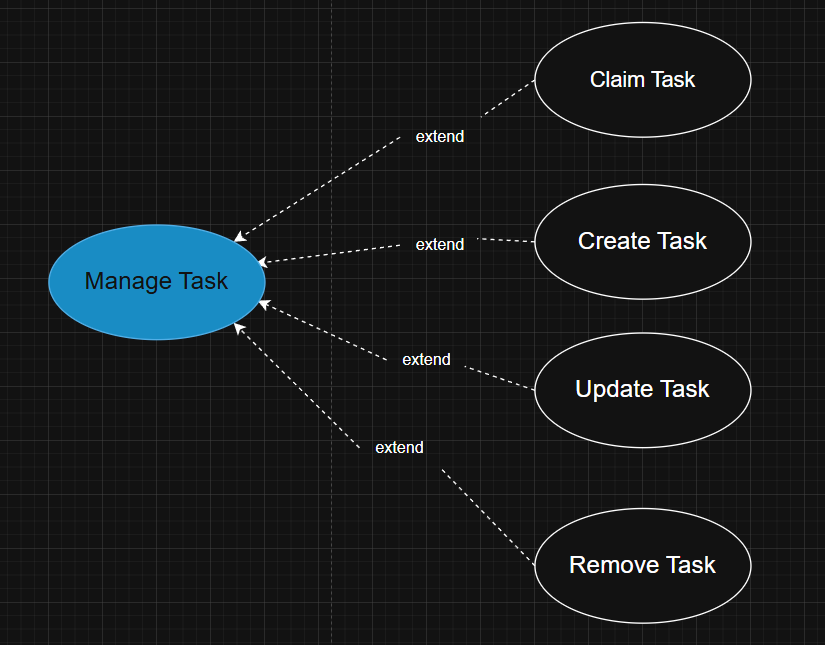 Claim Task
extend
Create Task
extend
Manage Task
extend
Update Task
extend
Remove Task